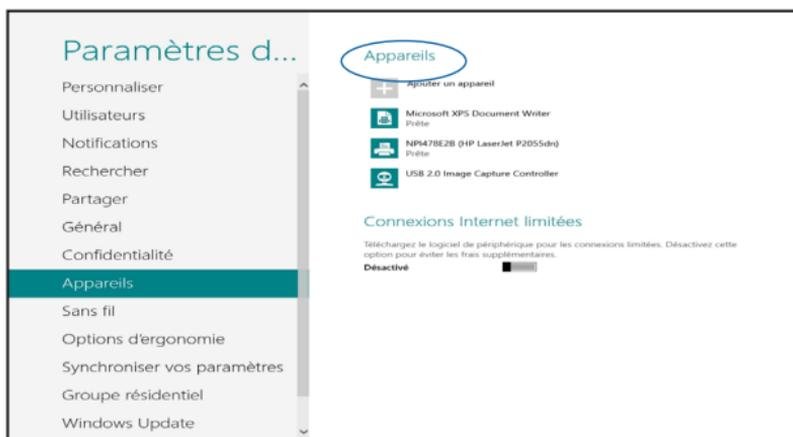 Paramètres d...
Personnaliser
Utilisateurs
Notifications
Rechercher
Partager
Général
Confidentialité
Appareils
Sans fil
Options d'ergonomie
Synchroniser vos paramètres
Groupe résidentiel
Windows Update
Appareils
Ajouter un appareil
Microsoft XPS Document Writer
Prête
NPI478E2B (HP LaserJet P2055dn)
Prête
USB 2.0 Image Capture Controller
Connexions Internet limitées
Téléchargez le logiciel de périphérique pour les connexions limitées. Désactivez cette
option pour éviter les frais supplémentaires.
Désactivé